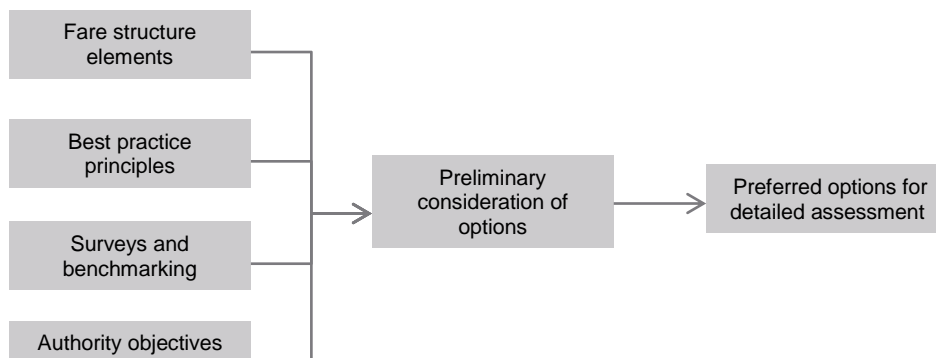 Fare structure
elements
Best practice
principles
Surveys and
benchmarking
Authority objectives
Preliminary
consideration of
options
Preferred options for
detailed assessment